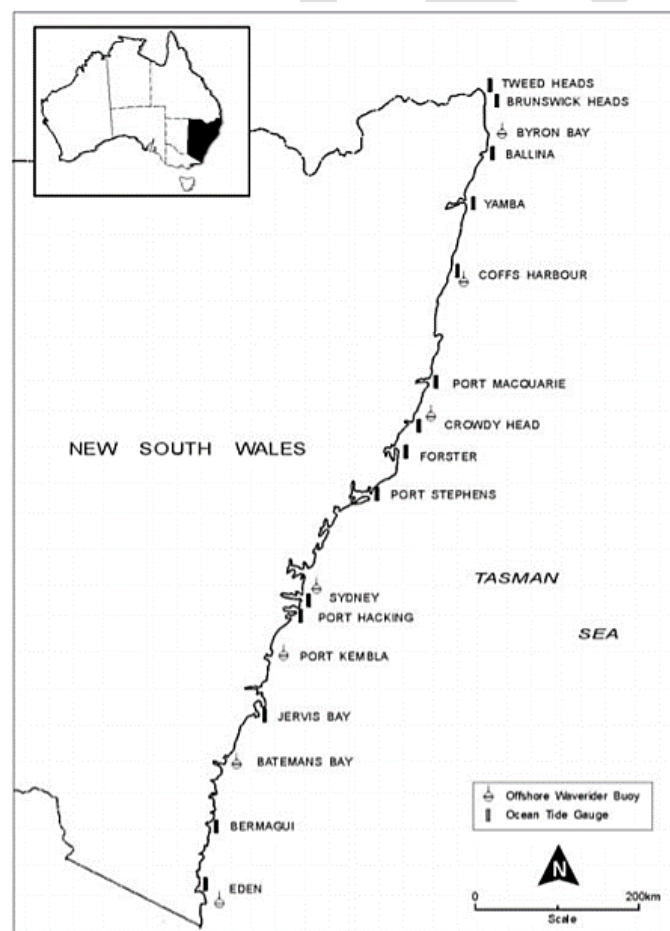 TWEED HEADS
BRUNSWICK HEADS
BYRON BAY
BALLINA
YAMBA
COFFS HARBOUR
PORT MACQUARIE
CROWDY HEAD
NEW SOUTH WALES
FORSTER
PORT STEPHENS
TASMAN
SYDNEY
PORT HACKING
SEA
PORT KEMBLA
JERVIS BAY
BATEMANS BAY
Offshore Waverider Buoy
Ocean Tide Gauge
BERMAGUI
N
EDEN
0 200km
Scale